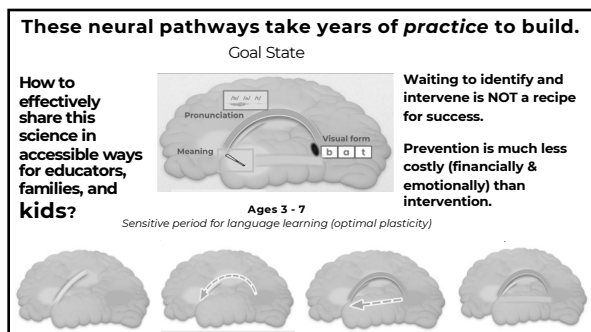 These neural pathways take years of practice to build.
Goal State
How to
effectively
share this
science in
accessible ways
for educators,
families, and
kids?
Pronunciation
Meaning
Visual form
b a t
Waiting to identify and
intervene is NOT a recipe
for success.
Prevention is much less
costly (financially &
emotionally) than
intervention.
Ages 3 - 7
Sensitive period for language learning (optimal plasticity)